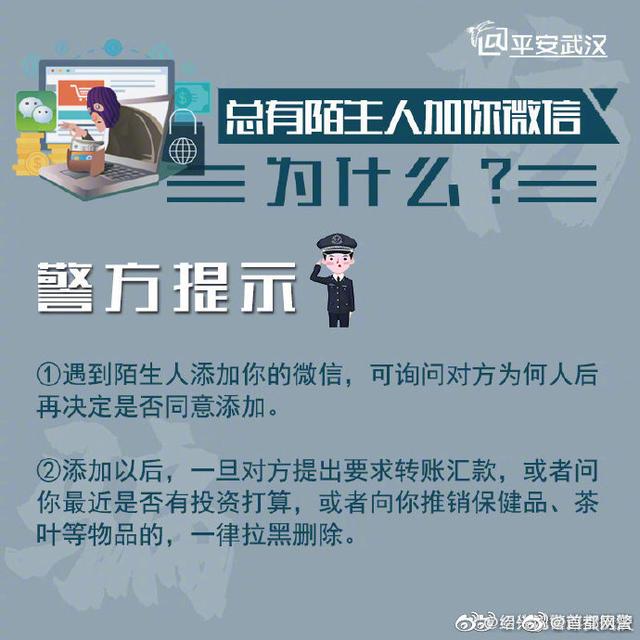 @平安武汉
总有陌生人加你微信
为什么？
警方提示
①遇到陌生人添加你的微信，可询问对方为何人后
再决定是否同意添加。
②添加以后，一旦对方提出要求转账汇款，或者问
你最近是否有投资打算，或者向你推销保健品、茶
叶等物品的，一律拉黑删除。
@首都网警